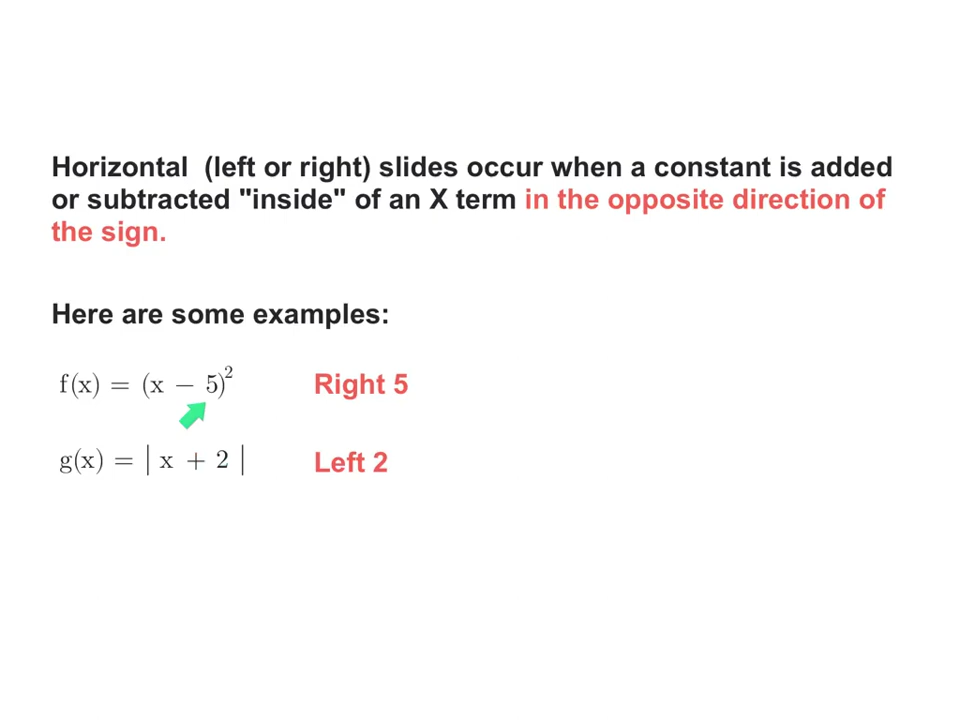 Horizontal  (left or right) slides occur when a constant is added
or subtracted "inside" of an X term in the opposite direction of
the sign.
Here are some examples:
f(x) = (x − 5)² Right 5
g(x) = | x + 2 | Left 2